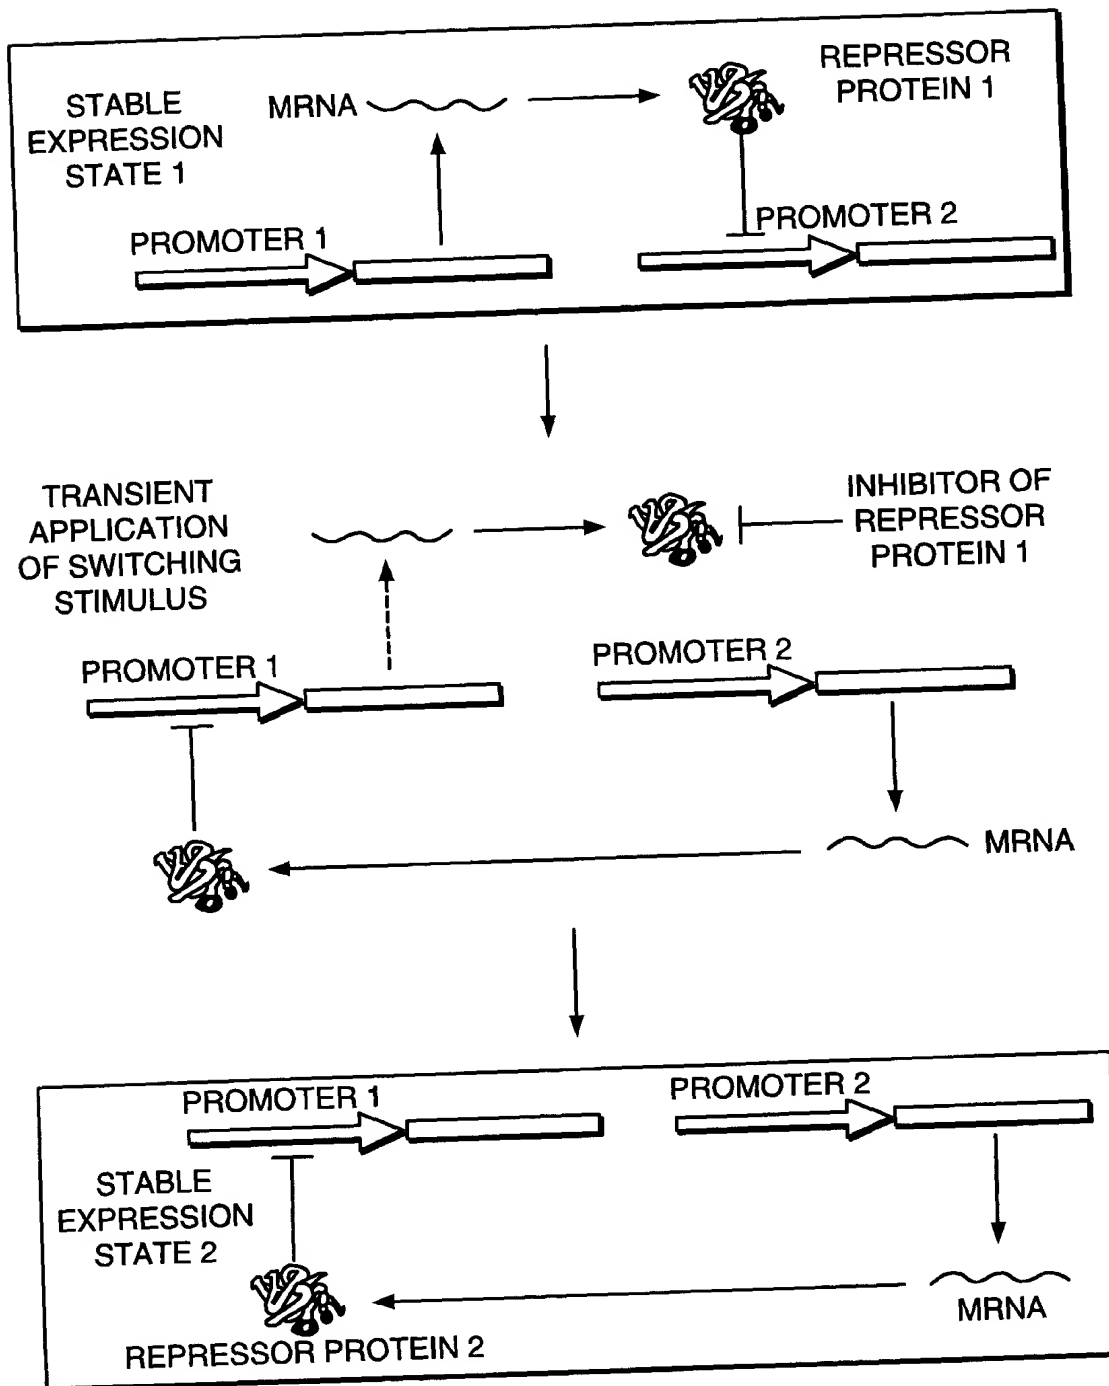 STABLE
EXPRESSION
STATE 1
MRNA
REPRESSOR
PROTEIN 1
PROMOTER 1
PROMOTER 2
TRANSIENT
APPLICATION
OF SWITCHING
STIMULUS
INHIBITOR OF
REPRESSOR
PROTEIN 1
PROMOTER 1
PROMOTER 2
MRNA
PROMOTER 1
PROMOTER 2
STABLE
EXPRESSION
STATE 2
MRNA
REPRESSOR PROTEIN 2